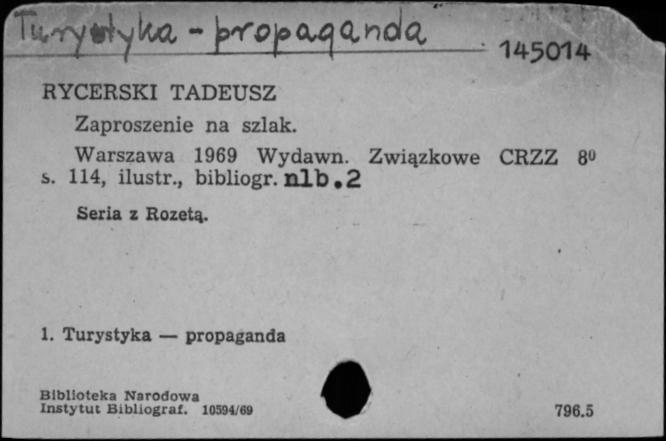 Turystyka - propaganda
145014
RYCERSKI TADEUSZ
Zaproszenie na szlak.
Warszawa 1969 Wydawn. Związkowe CRZZ 8⁰
s. 114, ilustr., bibliogr. nlb.2
Seria z Rozetą.
1. Turystyka — propaganda
Biblioteka Narodowa
Instytut Bibliograf. 10594/69
796.5